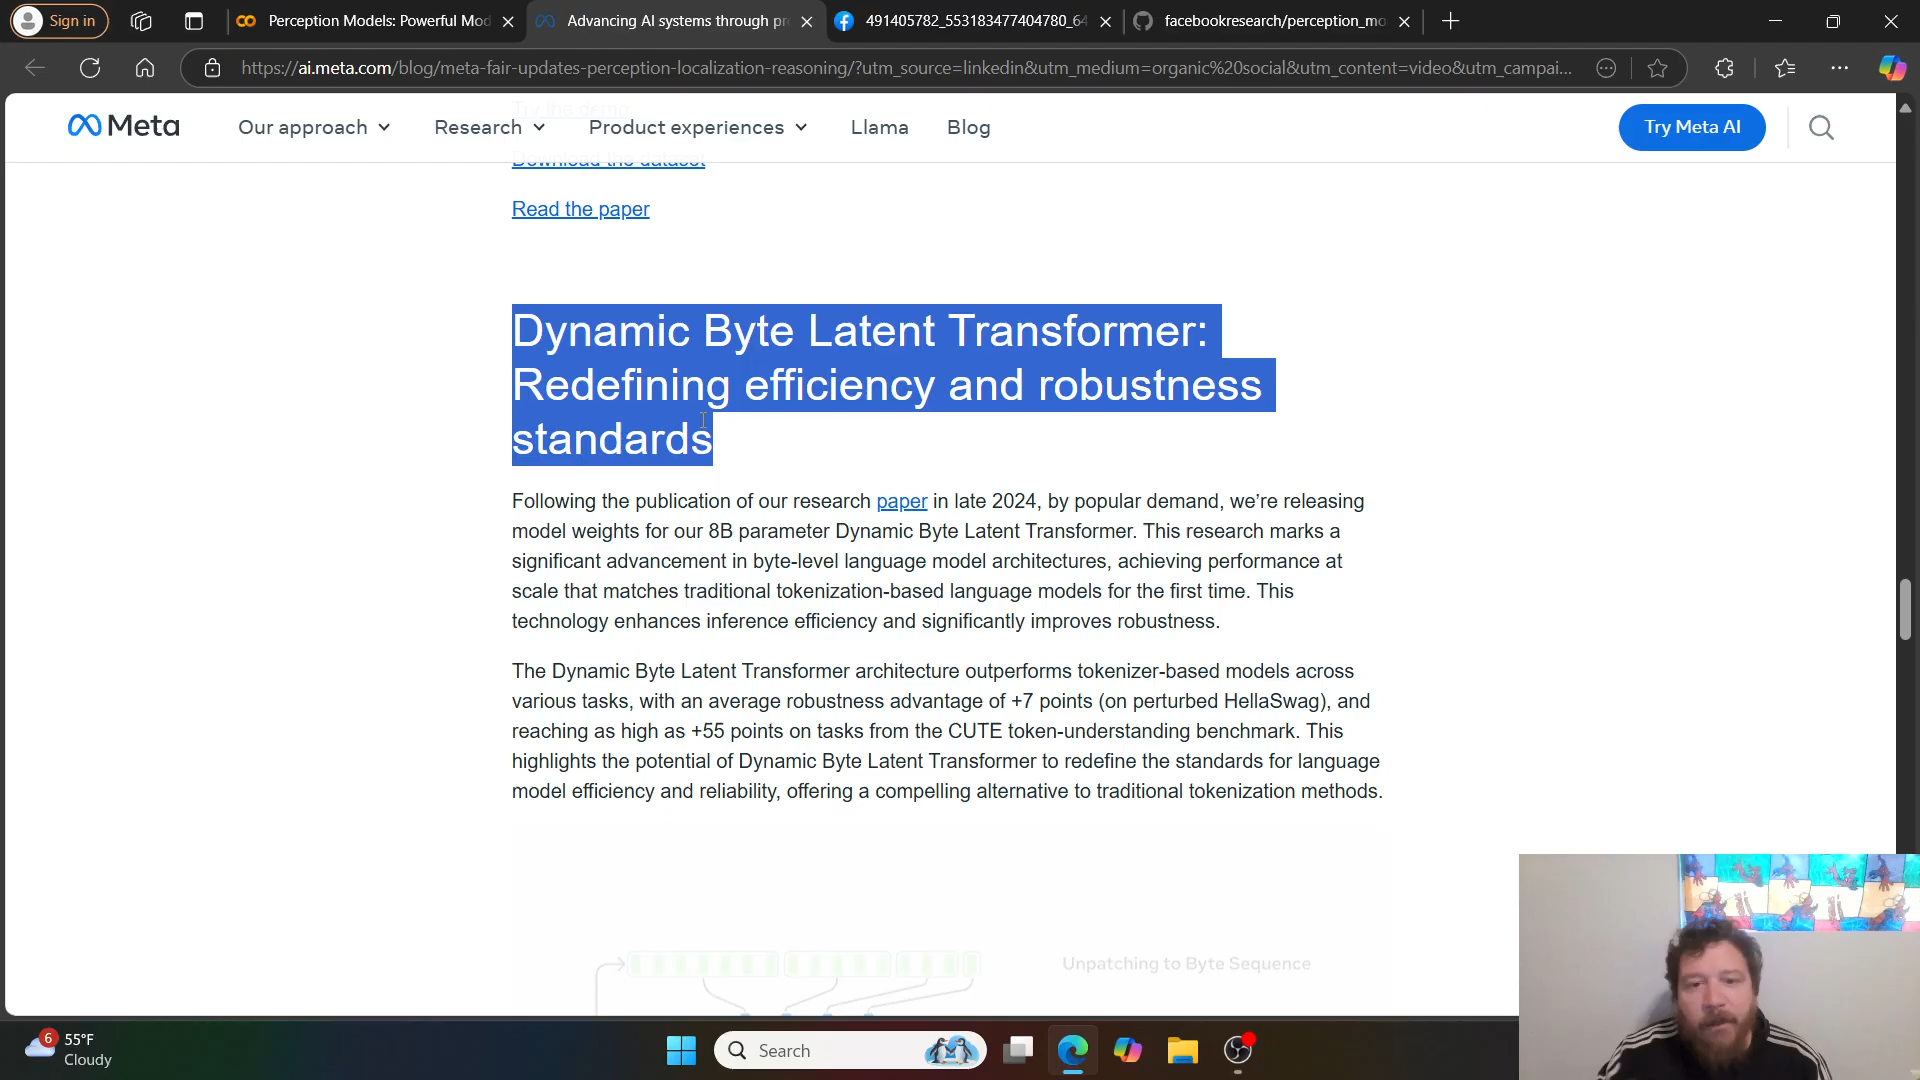 Sign in
Perception Models: Powerful Mod
Advancing AI systems through pr
491405782_553183477404780_64
facebookresearch/perception_mo
https://ai.meta.com/blog/meta-fair-updates-perception-localization-reasoning/?utm_source=linkedin&utm_medium=organic%20social&utm_content=video&utm_campai...
Try the demo
Meta
Our approach
Research
Product experiences
Llama
Blog
Try Meta AI
Download the dataset
Read the paper
Dynamic Byte Latent Transformer:
Redefining efficiency and robustness
standards
Following the publication of our research paper in late 2024, by popular demand, we’re releasing
model weights for our 8B parameter Dynamic Byte Latent Transformer. This research marks a
significant advancement in byte-level language model architectures, achieving performance at
scale that matches traditional tokenization-based language models for the first time. This
technology enhances inference efficiency and significantly improves robustness.
The Dynamic Byte Latent Transformer architecture outperforms tokenizer-based models across
various tasks, with an average robustness advantage of +7 points (on perturbed HellaSwag), and
reaching as high as +55 points on tasks from the CUTE token-understanding benchmark. This
highlights the potential of Dynamic Byte Latent Transformer to redefine the standards for language
model efficiency and reliability, offering a compelling alternative to traditional tokenization methods.
Unpatching to Byte Sequence
6
55°F
Cloudy
Search